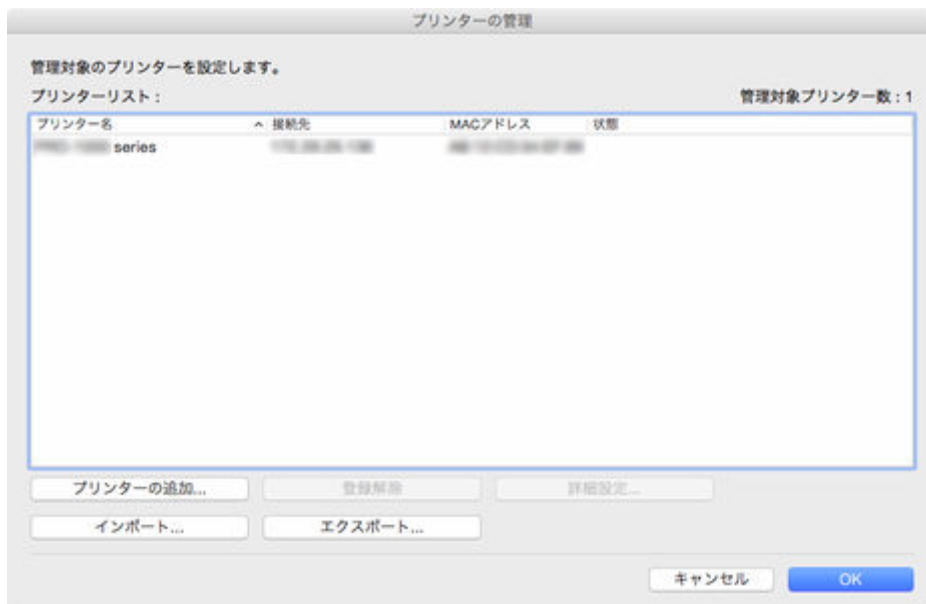 プリンターの管理
管理対象のプリンターを設定します。
プリンターリスト：
管理対象プリンター数：1
プリンター名 接続先 MACアドレス 状態
series
プリンターの追加... 登録解除 詳細設定...
インポート... エクスポート...
キャンセル OK